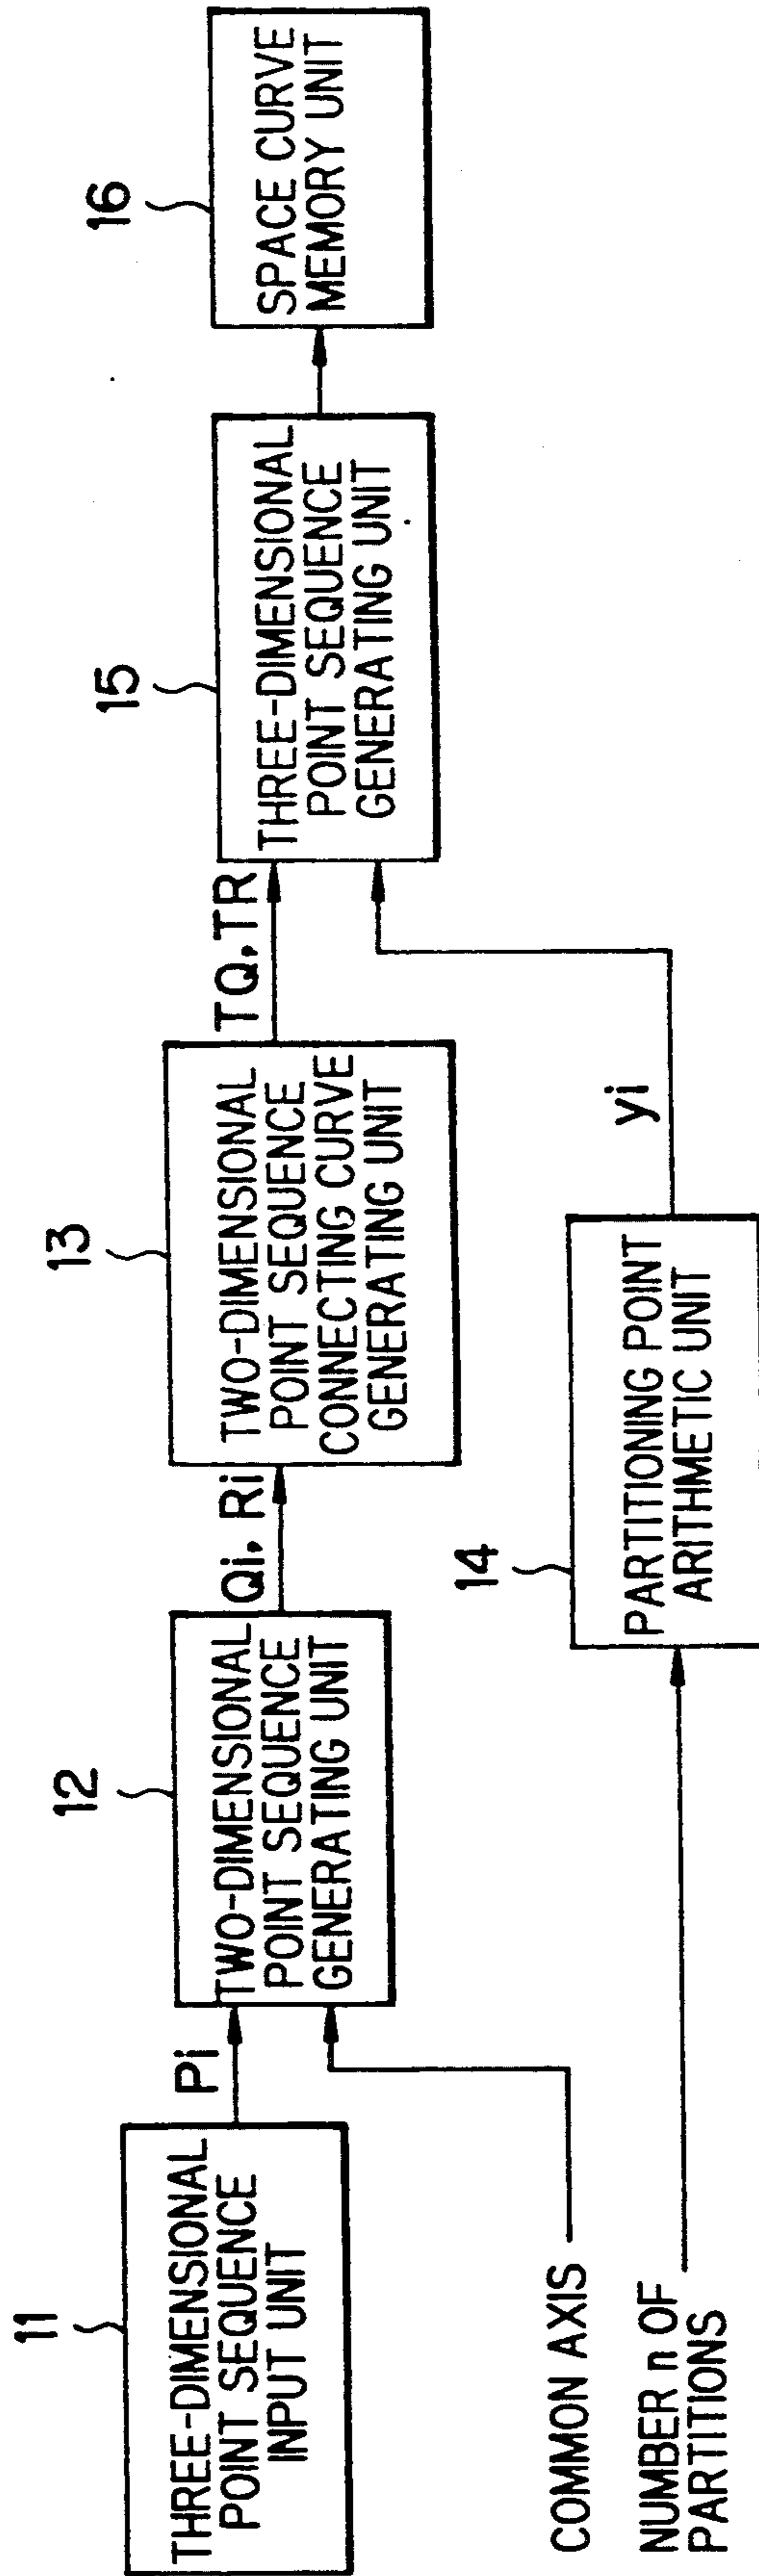 11
THREE-DIMENSIONAL
POINT SEQUENCE
INPUT UNIT
Pi
COMMON AXIS
12
TWO-DIMENSIONAL
POINT SEQUENCE
GENERATING UNIT
Qi, Ri
13
TWO-DIMENSIONAL
POINT SEQUENCE
CONNECTING CURVE
GENERATING UNIT
TQ, TR
NUMBER n OF
PARTITIONS
14
PARTITIONING POINT
ARITHMETIC UNIT
yi
15
THREE-DIMENSIONAL
POINT SEQUENCE
GENERATING UNIT
16
SPACE CURVE
MEMORY UNIT